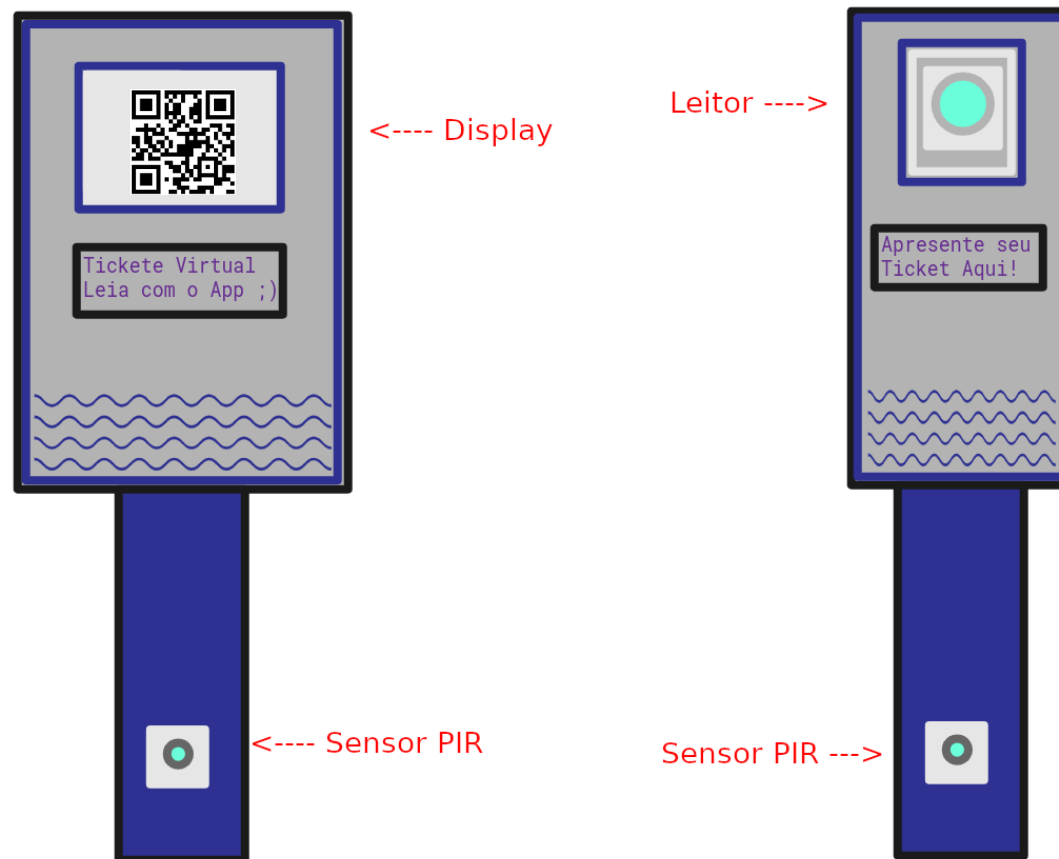 <---- Display
Leitor ---->
Tickete Virtual
Leia com o App ;)
Apresente seu
Ticket Aqui!
<---- Sensor PIR
Sensor PIR --->